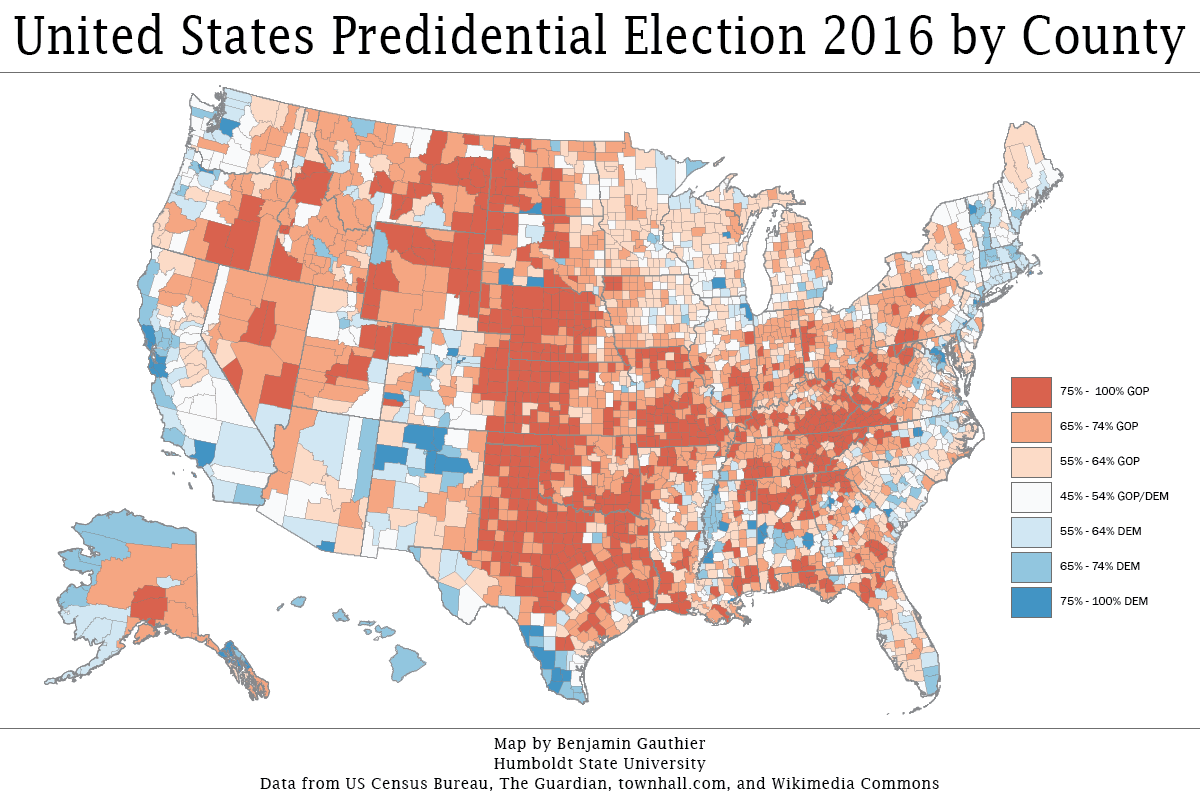 United States Predidential Election 2016 by County
75% - 100% GOP
65% - 74% GOP
55% - 64% GOP
45% - 54% GOP/DEM
55% - 64% DEM
65% - 74% DEM
75% - 100% DEM
Map by Benjamin Gauthier
Humboldt State University
Data from US Census Bureau, The Guardian, townhall.com, and Wikimedia Commons